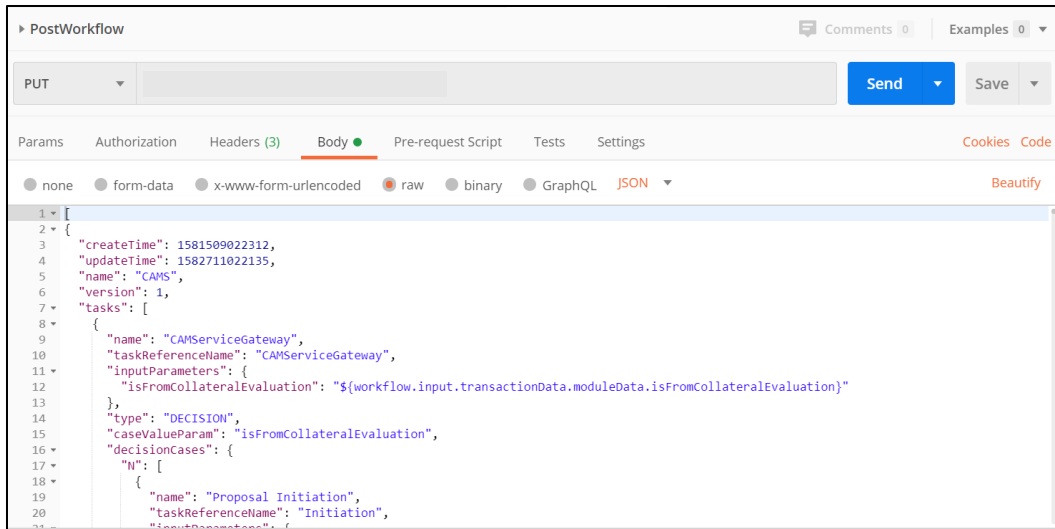 PostWorkflow Comments 0 Examples 0
PUT Send Save
Params Authorization Headers (3) Body Pre-request Script Tests Settings Cookies Code
none form-data x-www-form-urlencoded raw binary GraphQL JSON Beautify
1 [
2 {
3 "createTime": 1581509022312,
4 "updateTime": 1582711022135,
5 "name": "CAMS",
6 "version": 1,
7 "tasks": [
8 {
9 "name": "CAMServiceGateway",
10 "taskReferenceName": "CAMServiceGateway",
11 "inputParameters": {
12 "isFromCollateralEvaluation": "${workflow.input.transactionData.moduleData.isFromCollateralEvaluation}"
13 },
14 "type": "DECISION",
15 "caseValueParam": "isFromCollateralEvaluation",
16 "decisionCases": {
17 "N": [
18 {
19 "name": "Proposal Initiation",
20 "taskReferenceName": "Initiation",
21 "inputParameters": {